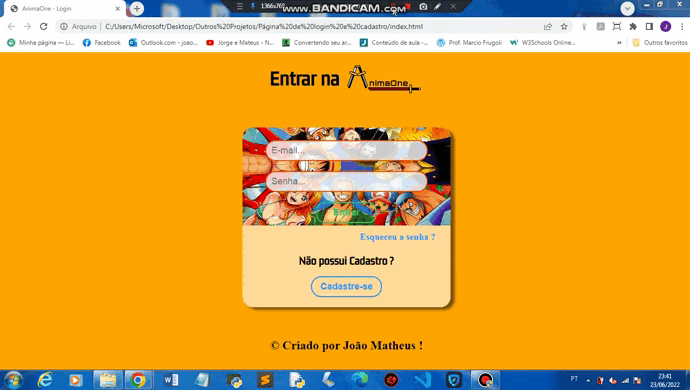 AnimaOne - Login
1366x768
WWW.BANDICAM.COM
Arquivo | C:/Users/Microsoft/Desktop/Outros%20Projetos/Página%20de%20login%20e%20cadastro/index.html
Minha página — Li...
Facebook
Outlook.com - joao...
Jorge e Mateus - N...
Convertendo seu ar...
Conteúdo de aula -...
Prof. Marcio Frugoli
W3Schools Online...
Outros favoritos
Entrar na AnimaOne
E-mail...
Senha...
Entrar
Esqueceu a senha ?
Não possui Cadastro ?
Cadastre-se
© Criado por João Matheus !
PT
23:41
23/06/2022